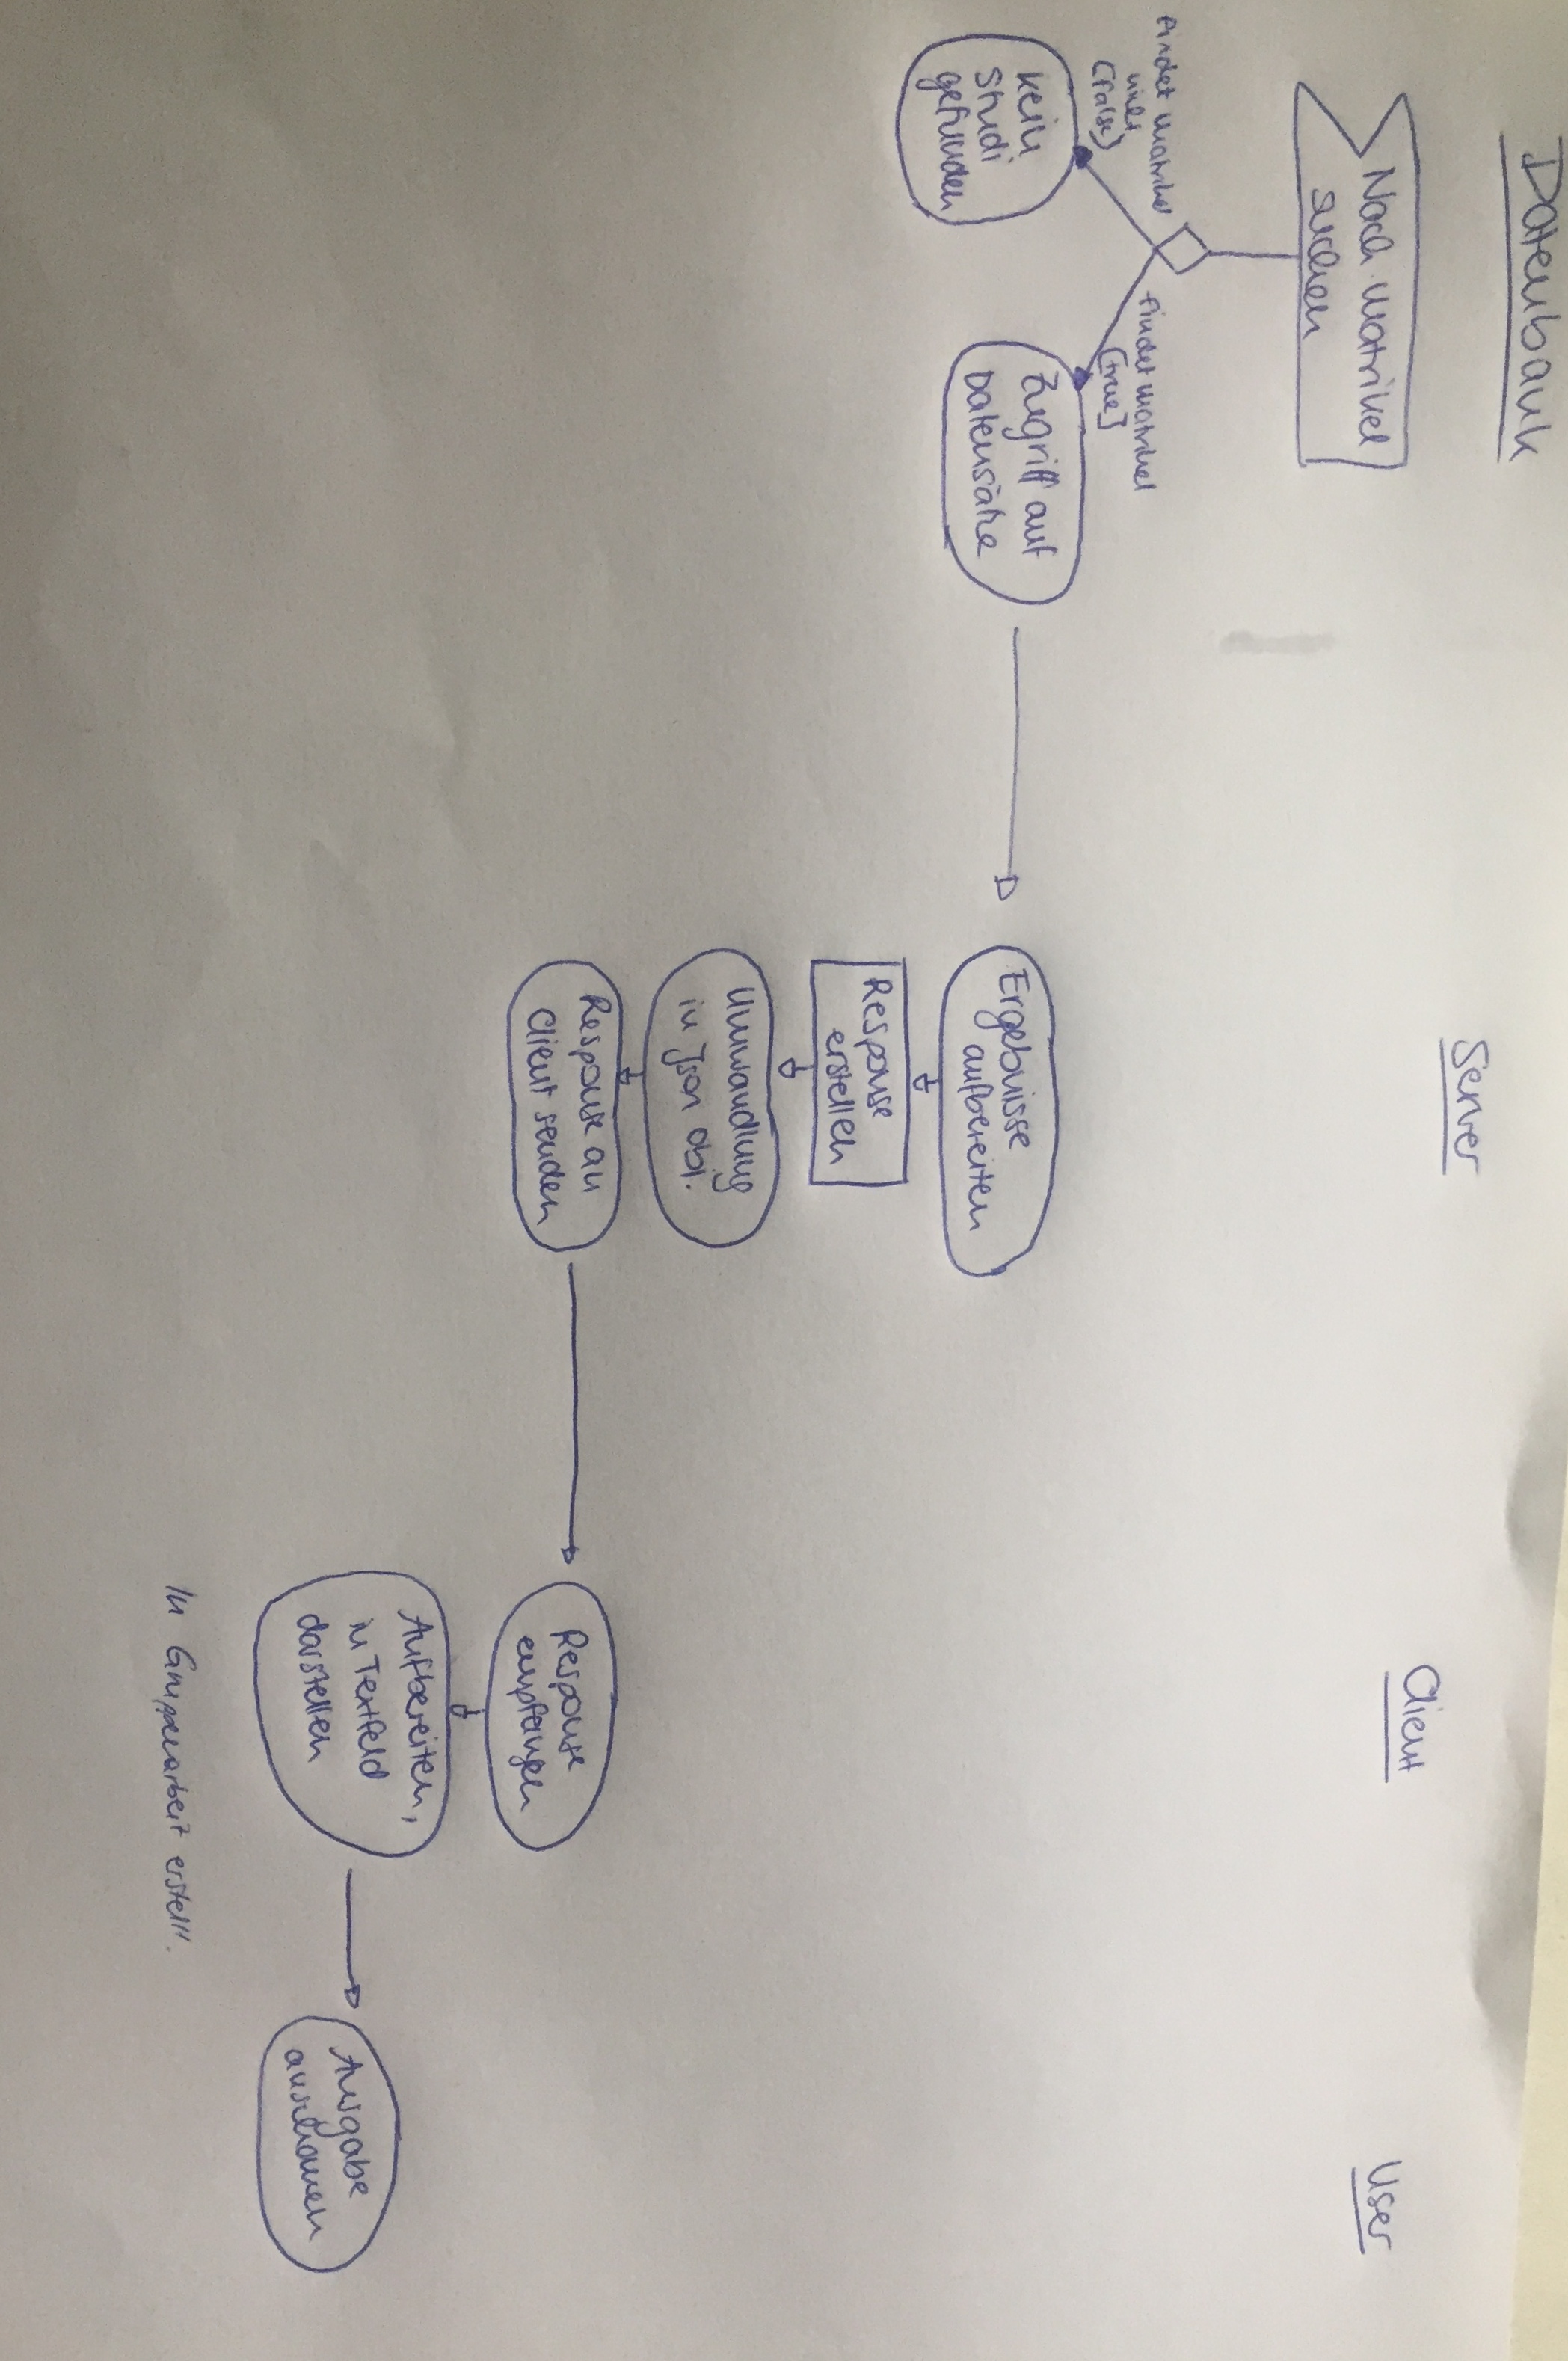 Datenbank
Nach matrikel
suchen
findet matrikel
nicht
(false)
findet matrikel
[true]
kein
Studi
gefunden
Zugriff auf
Datensätze
Server
Ergebnisse
aufbereiten
Response
erstellen
Umwandlung
in Json obj.
Response an
Client senden
Client
Response
empfangen
Aufbereiten,
in Textfeld
darstellen
User
Ausgabe
anschauen
In Gruppenarbeit erstellt.